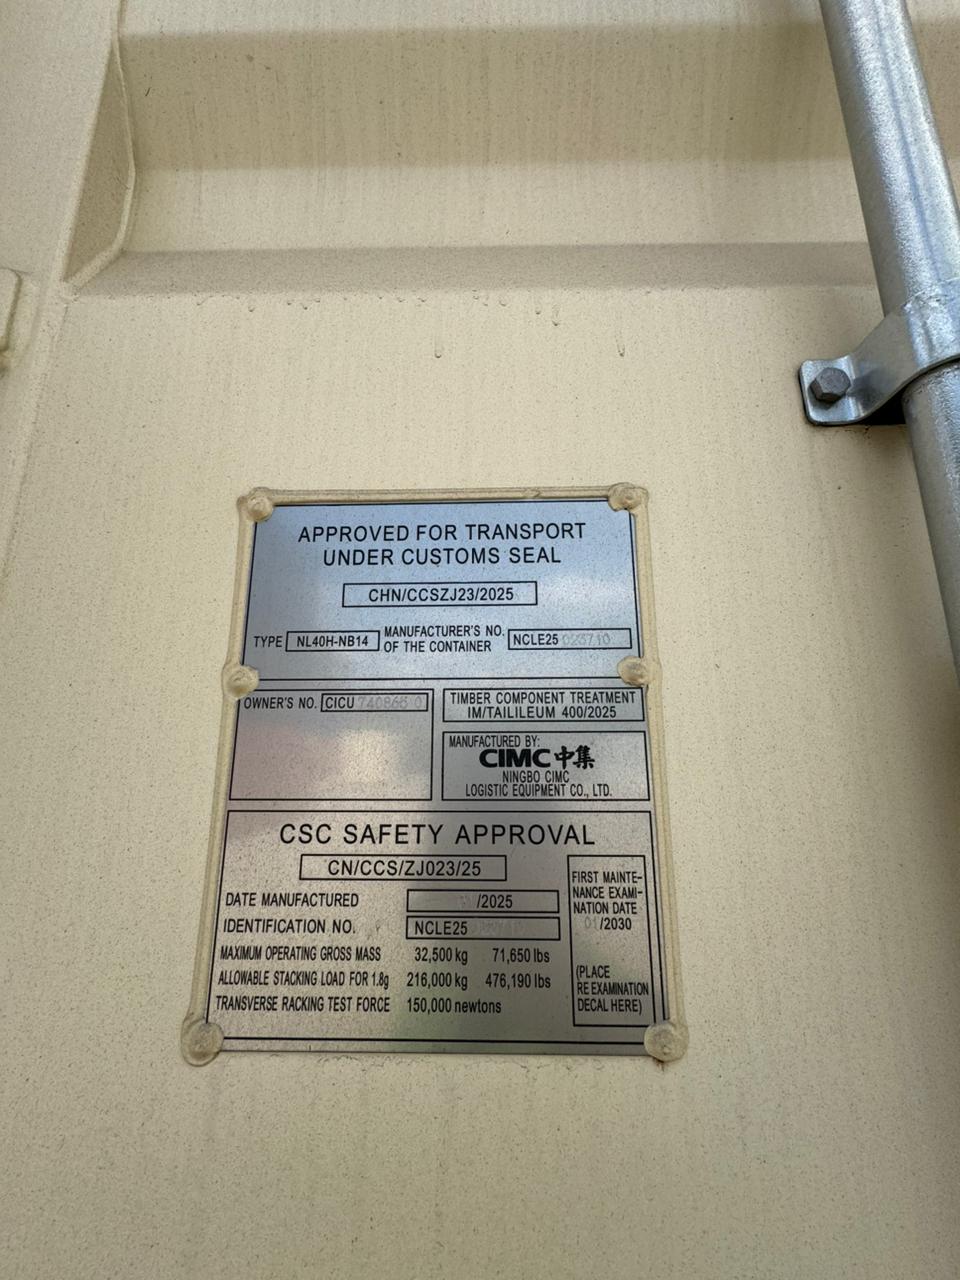 APPROVED FOR TRANSPORT
UNDER CUSTOMS SEAL
CHN/CCSZJ23/2025
TYPE NL40H-NB14 MANUFACTURER'S NO. OF THE CONTAINER NCLE25
OWNER'S NO. CICU
TIMBER COMPONENT TREATMENT
IM/TAILILEUM 400/2025
MANUFACTURED BY:
CIMC 中集
NINGBO CIMC
LOGISTIC EQUIPMENT CO., LTD.
CSC SAFETY APPROVAL
CN/CCS/ZJ023/25
DATE MANUFACTURED /2025
IDENTIFICATION NO. NCLE25
MAXIMUM OPERATING GROSS MASS 32,500 kg 71,650 lbs
ALLOWABLE STACKING LOAD FOR 1.8g 216,000 kg 476,190 lbs
TRANSVERSE RACKING TEST FORCE 150,000 newtons
FIRST MAINTE-
NANCE EXAMI-
NATION DATE
01/2030
(PLACE
RE EXAMINATION
DECAL HERE)